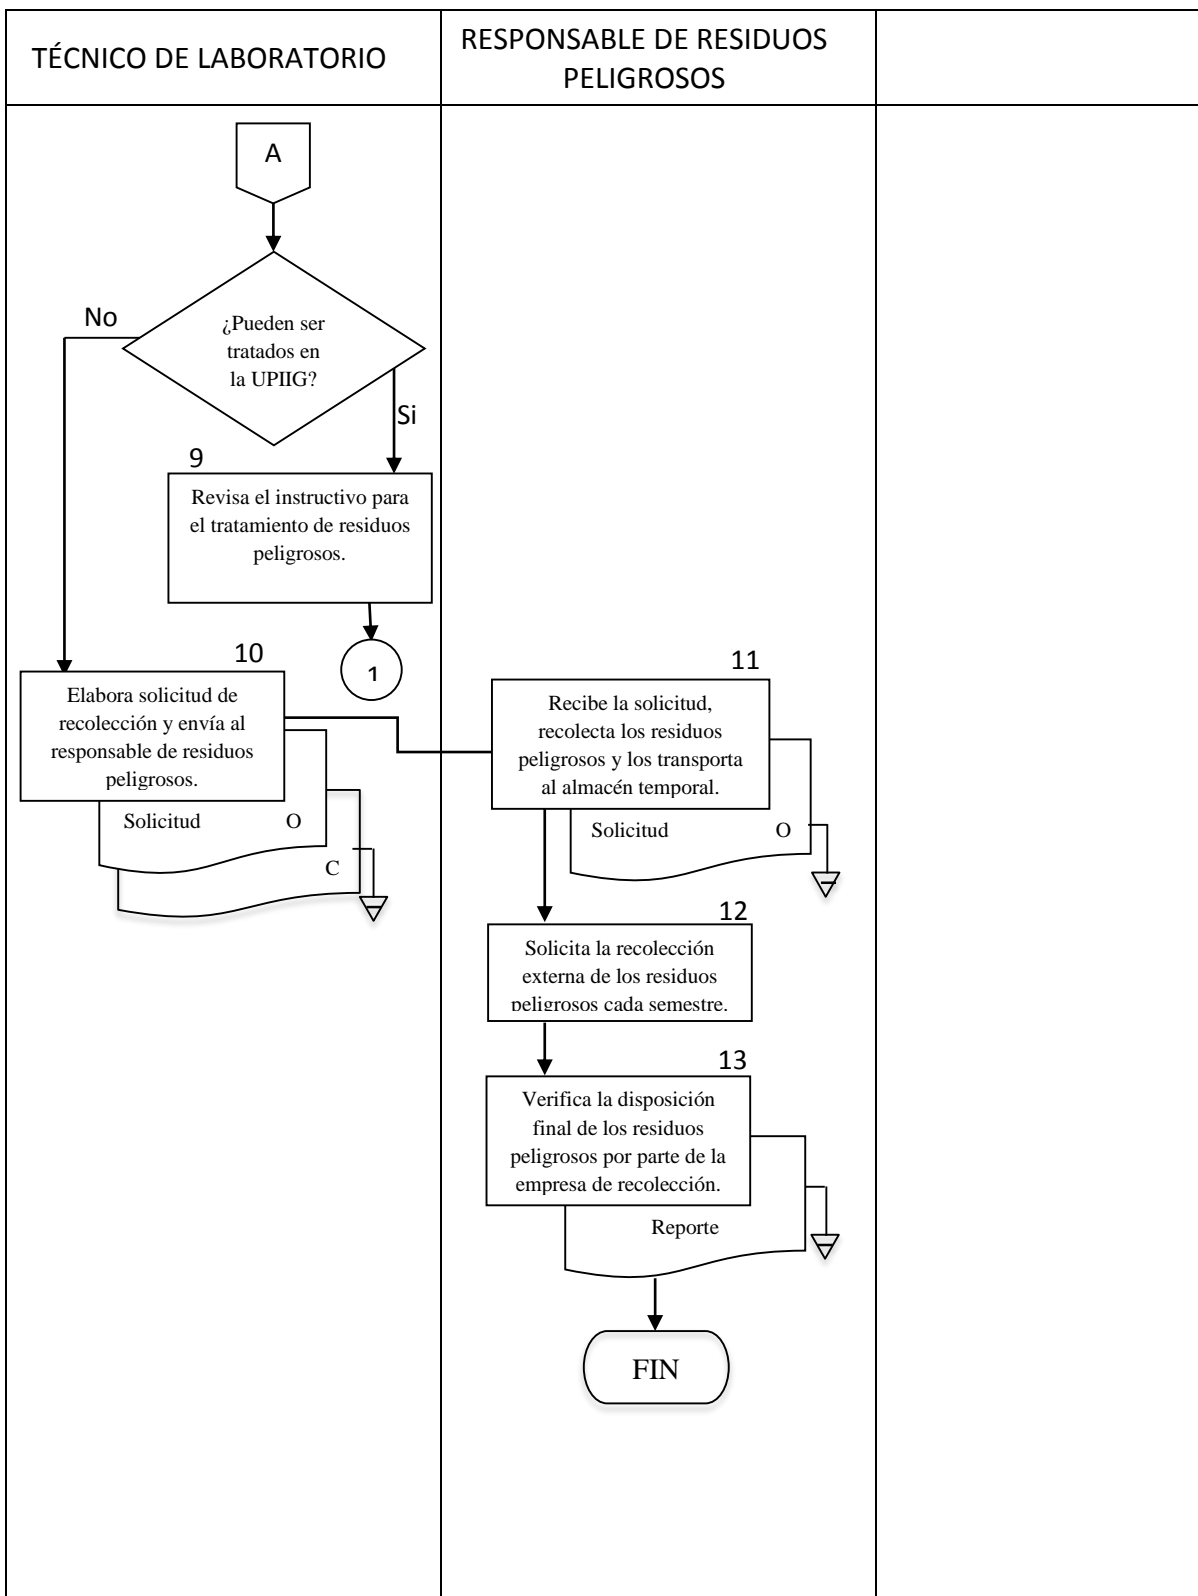 TÉCNICO DE LABORATORIO
RESPONSABLE DE RESIDUOS
PELIGROSOS
A
No
¿Pueden ser
tratados en
la UPIIG?
Si
9
Revisa el instructivo para
el tratamiento de residuos
peligrosos.
1
10
Elabora solicitud de
recolección y envía al
responsable de residuos
peligrosos.
Solicitud O
C
11
Recibe la solicitud,
recolecta los residuos
peligrosos y los transporta
al almacén temporal.
Solicitud O
12
Solicita la recolección
externa de los residuos
peligrosos cada semestre.
13
Verifica la disposición
final de los residuos
peligrosos por parte de la
empresa de recolección.
Reporte
FIN